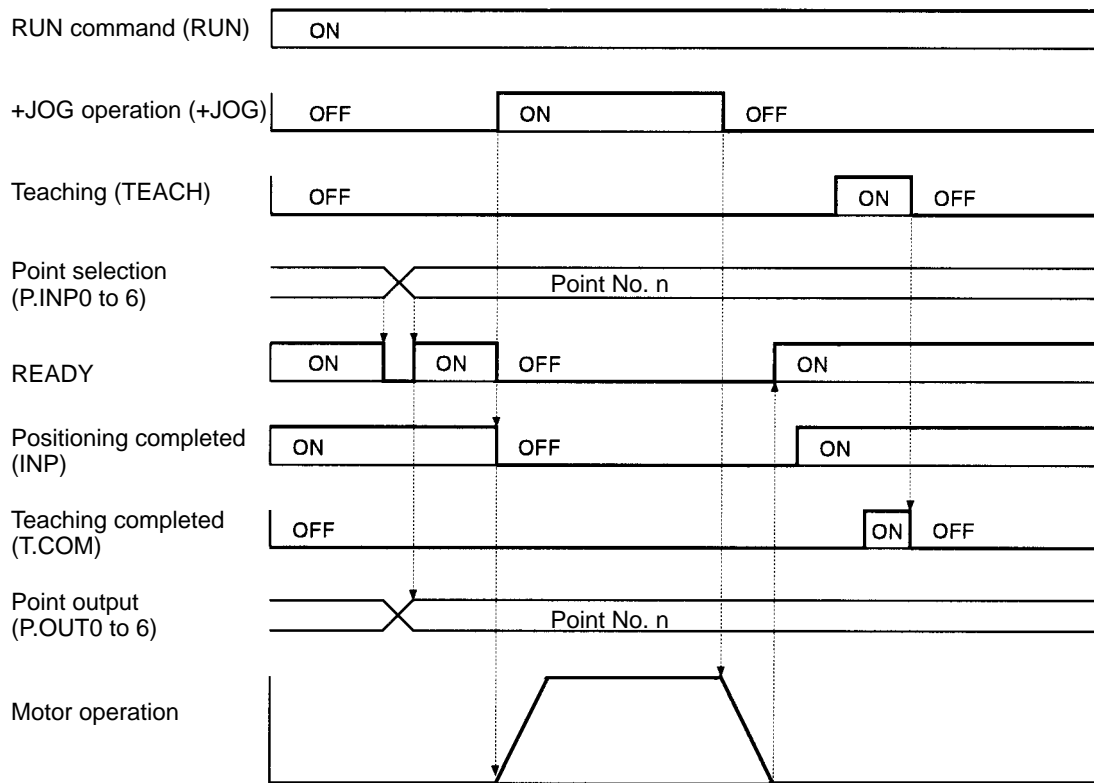 RUN command (RUN)
ON
+JOG operation (+JOG)
OFF
ON
OFF
Teaching (TEACH)
OFF
ON
OFF
Point selection
(P.INP0 to 6)
Point No. n
READY
ON
ON
OFF
ON
Positioning completed
(INP)
ON
OFF
ON
Teaching completed
(T.COM)
OFF
ON
OFF
Point output
(P.OUT0 to 6)
Point No. n
Motor operation